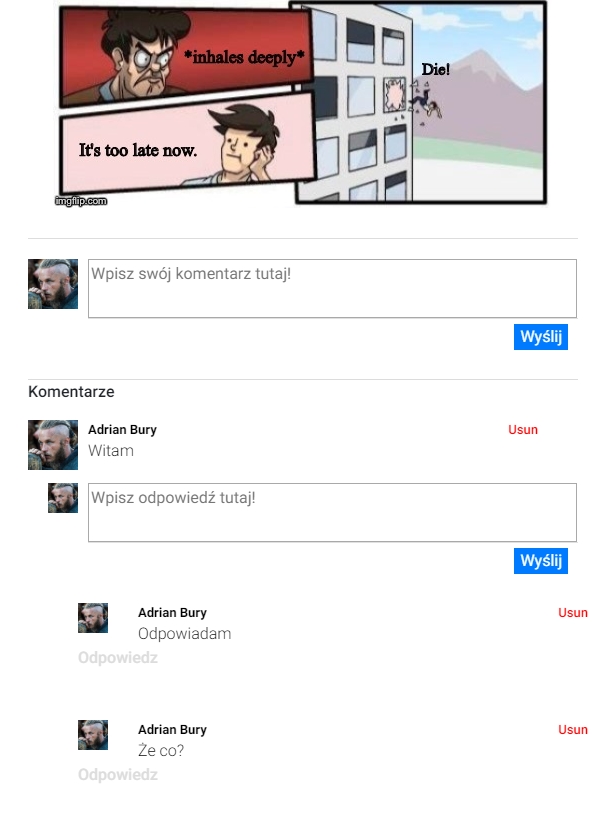 *inhales deeply*
Die!
It's too late now.
imgflip.com
Wpisz swój komentarz tutaj!
Wyślij
Komentarze
Adrian Bury
Usun
Witam
Wpisz odpowiedź tutaj!
Wyślij
Adrian Bury
Usun
Odpowiadam
Odpowiedz
Adrian Bury
Usun
Że co?
Odpowiedz